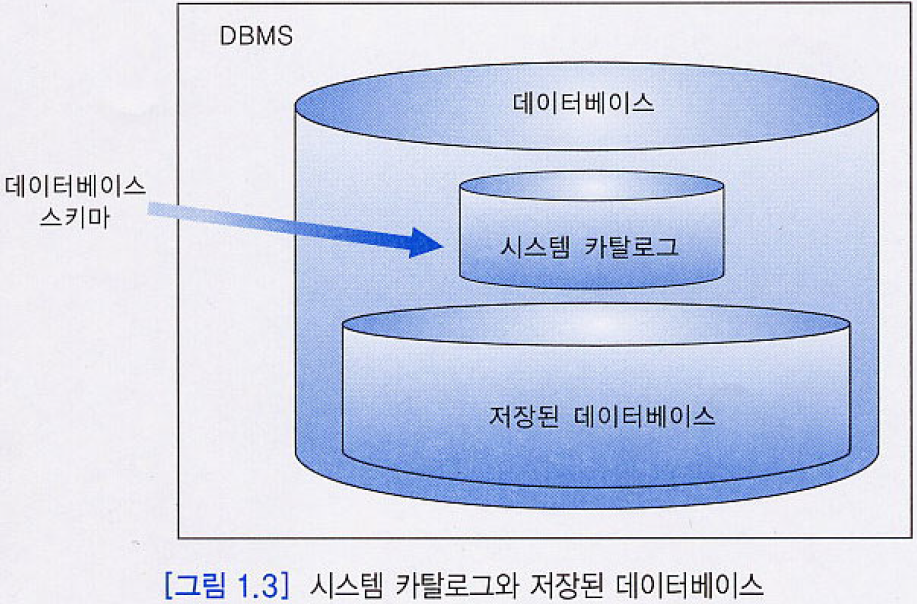 DBMS
데이터베이스
데이터베이스
스키마
시스템 카탈로그
저장된 데이터베이스
[그림 1.3] 시스템 카탈로그와 저장된 데이터베이스